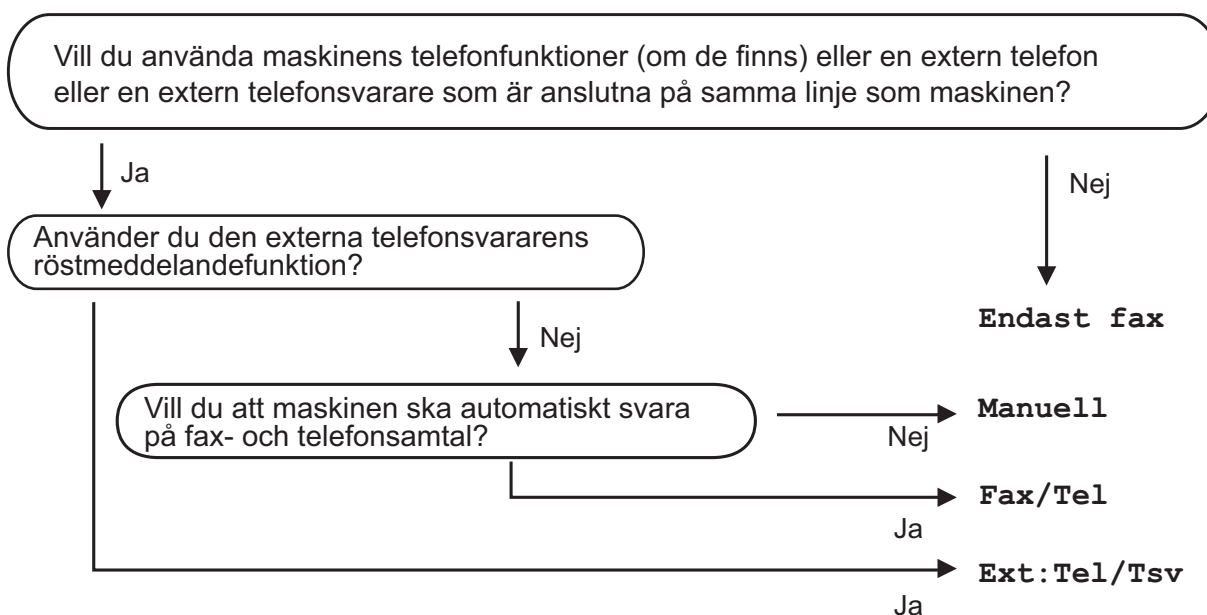 Vill du använda maskinens telefonfunktioner (om de finns) eller en extern telefon
eller en extern telefonsvarare som är anslutna på samma linje som maskinen?
Ja
Nej
Använder du den externa telefonsvararens
röstmeddelandefunktion?
Endast fax
Nej
Vill du att maskinen ska automatiskt svara
på fax- och telefonsamtal?
Manuell
Nej
Fax/Tel
Ja
Ext:Tel/Tsv
Ja